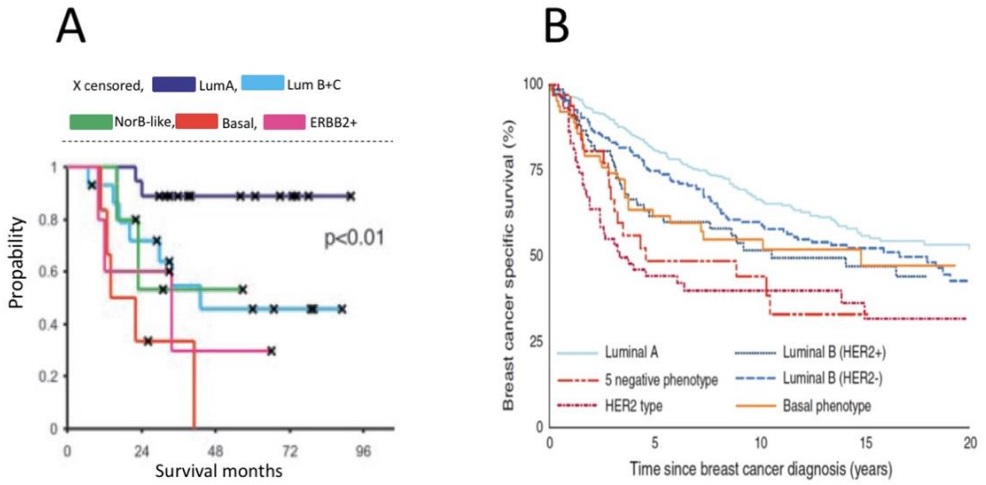 A
X censored, LumA, Lum B+C
NorB-like, Basal, ERBB2+
Propability
1
0.8
0.6
0.4
0.2
0
p<0.01
0 24 48 72 96
Survival months
B
Breast cancer specific survival (%)
100
75
50
25
0
Luminal A
5 negative phenotype
HER2 type
Luminal B (HER2+)
Luminal B (HER2-)
Basal phenotype
0 5 10 15 20
Time since breast cancer diagnosis (years)